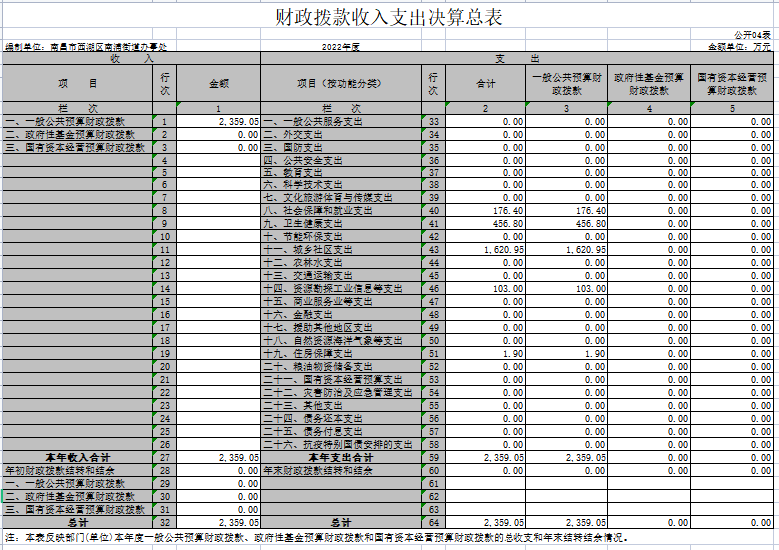 财政拨款收入支出决算总表
公开04表
编制单位：南昌市西湖区南浦街道办事处 2022年度 金额单位：万元
收 入 支 出
项 目 行次 金额 项目（按功能分类） 行次 合计 一般公共预算财政拨款 政府性基金预算财政拨款 国有资本经营预算财政拨款
栏 次 1 栏 次 2 3 4 5
一、一般公共预算财政拨款 1 2,359.05 一、一般公共服务支出 33 0.00 0.00 0.00 0.00
二、政府性基金预算财政拨款 2 0.00 二、外交支出 34 0.00 0.00 0.00 0.00
三、国有资本经营预算财政拨款 3 0.00 三、国防支出 35 0.00 0.00 0.00 0.00
4 四、公共安全支出 36 0.00 0.00 0.00 0.00
5 五、教育支出 37 0.00 0.00 0.00 0.00
6 六、科学技术支出 38 0.00 0.00 0.00 0.00
7 七、文化旅游体育与传媒支出 39 0.00 0.00 0.00 0.00
8 八、社会保障和就业支出 40 176.40 176.40 0.00 0.00
9 九、卫生健康支出 41 456.80 456.80 0.00 0.00
10 十、节能环保支出 42 0.00 0.00 0.00 0.00
11 十一、城乡社区支出 43 1,620.95 1,620.95 0.00 0.00
12 十二、农林水支出 44 0.00 0.00 0.00 0.00
13 十三、交通运输支出 45 0.00 0.00 0.00 0.00
14 十四、资源勘探工业信息等支出 46 103.00 103.00 0.00 0.00
15 十五、商业服务业等支出 47 0.00 0.00 0.00 0.00
16 十六、金融支出 48 0.00 0.00 0.00 0.00
17 十七、援助其他地区支出 49 0.00 0.00 0.00 0.00
18 十八、自然资源海洋气象等支出 50 0.00 0.00 0.00 0.00
19 十九、住房保障支出 51 1.90 1.90 0.00 0.00
20 二十、粮油物资储备支出 52 0.00 0.00 0.00 0.00
21 二十一、国有资本经营预算支出 53 0.00 0.00 0.00 0.00
22 二十二、灾害防治及应急管理支出 54 0.00 0.00 0.00 0.00
23 二十三、其他支出 55 0.00 0.00 0.00 0.00
24 二十四、债务还本支出 56 0.00 0.00 0.00 0.00
25 二十五、债务付息支出 57 0.00 0.00 0.00 0.00
26 二十六、抗疫特别国债安排的支出 58 0.00 0.00 0.00 0.00
本年收入合计 27 2,359.05 本年支出合计 59 2,359.05 2,359.05 0.00 0.00
年初财政拨款结转和结余 28 0.00 年末财政拨款结转和结余 60 0.00 0.00 0.00 0.00
一、一般公共预算财政拨款 29 0.00 61
二、政府性基金预算财政拨款 30 0.00 62
三、国有资本经营预算财政拨款 31 0.00 63
总计 32 2,359.05 总计 64 2,359.05 2,359.05 0.00 0.00
注：本表反映部门(单位)本年度一般公共预算财政拨款、政府性基金预算财政拨款和国有资本经营预算财政拨款的总收支和年末结转结余情况。